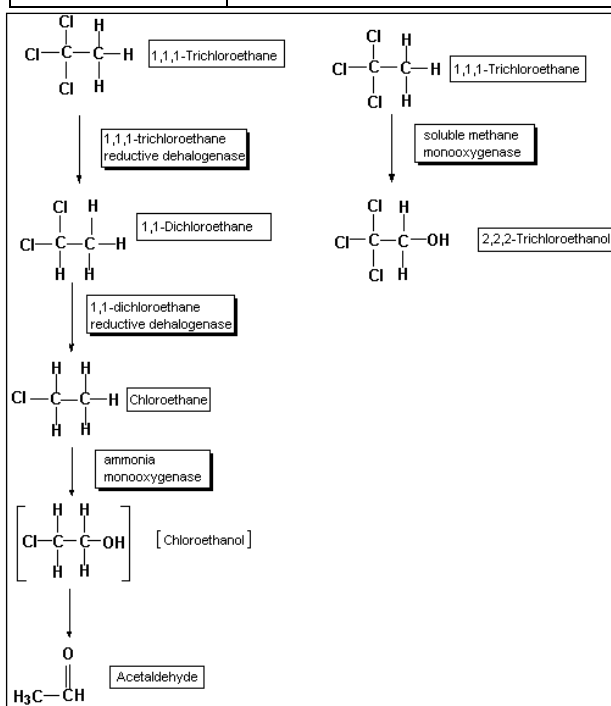 Cl H
Cl—C—C—H
Cl H
1,1,1-Trichloroethane
1,1,1-trichloroethane
reductive dehalogenase
Cl H
Cl—C—C—H
H H
1,1-Dichloroethane
1,1-dichloroethane
reductive dehalogenase
H H
Cl—C—C—H
H H
Chloroethane
ammonia
monooxygenase
H H
Cl—C—C—OH
H H
[Chloroethanol]
O
H₃C—CH
Acetaldehyde
Cl H
Cl—C—C—H
Cl H
1,1,1-Trichloroethane
soluble methane
monooxygenase
Cl H
Cl—C—C—OH
Cl H
2,2,2-Trichloroethanol